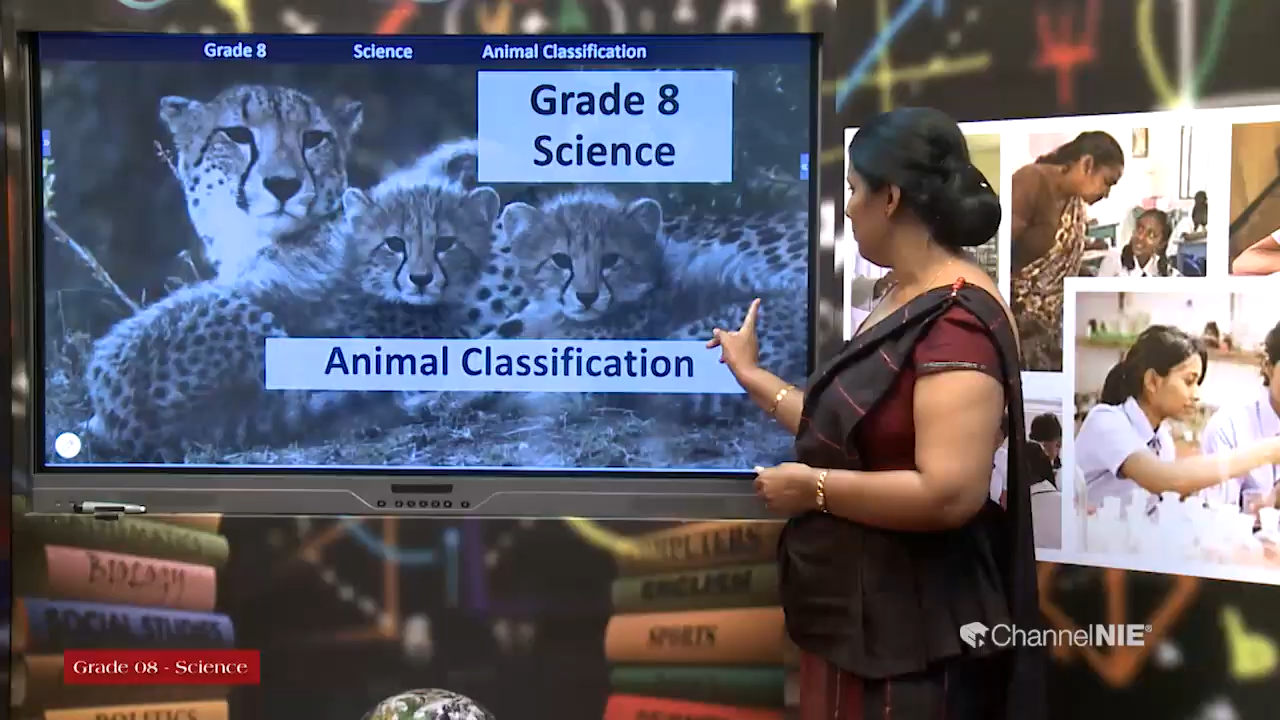 Grade 8 Science Animal Classification
Grade 8
Science
Animal Classification
BIOLOGY
SOCIAL STUDIES
ENGLISH
SPORTS
POLITICS
ChannelNIE®
Grade 08 - Science